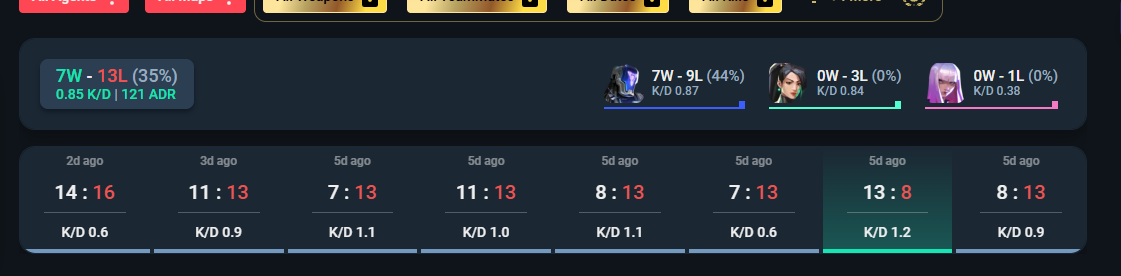 7W - 13L (35%)
0.85 K/D | 121 ADR
7W - 9L (44%)
K/D 0.87
0W - 3L (0%)
K/D 0.84
0W - 1L (0%)
K/D 0.38
2d ago
3d ago
5d ago
5d ago
5d ago
5d ago
5d ago
5d ago
14 : 16
11 : 13
7 : 13
11 : 13
8 : 13
7 : 13
13 : 8
8 : 13
K/D 0.6
K/D 0.9
K/D 1.1
K/D 1.0
K/D 1.1
K/D 0.6
K/D 1.2
K/D 0.9